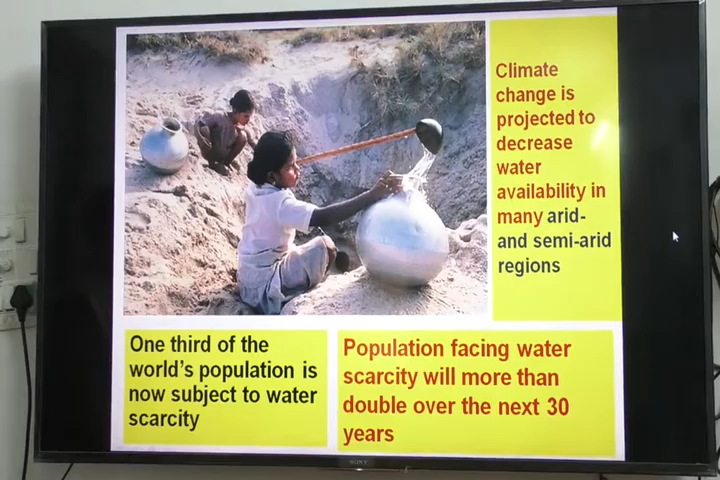 Climate
change is
projected to
decrease
water
availability in
many arid-
and semi-arid
regions
One third of the
world's population is
now subject to water
scarcity
Population facing water
scarcity will more than
double over the next 30
years
SONY